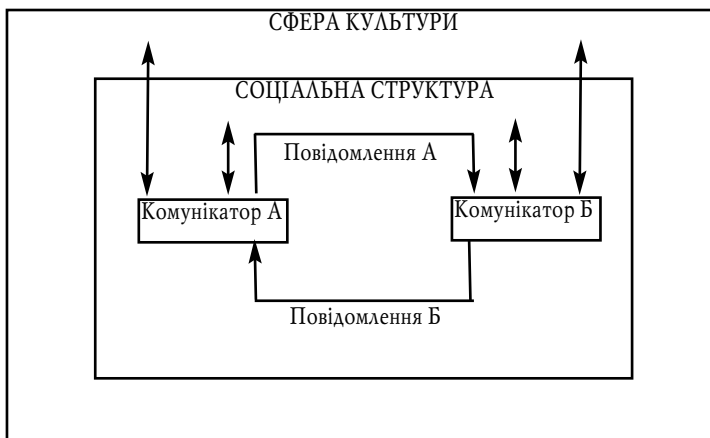 СФЕРА КУЛЬТУРИ
СОЦІАЛЬНА СТРУКТУРА
Повідомлення А
Комунікатор А
Комунікатор Б
Повідомлення Б